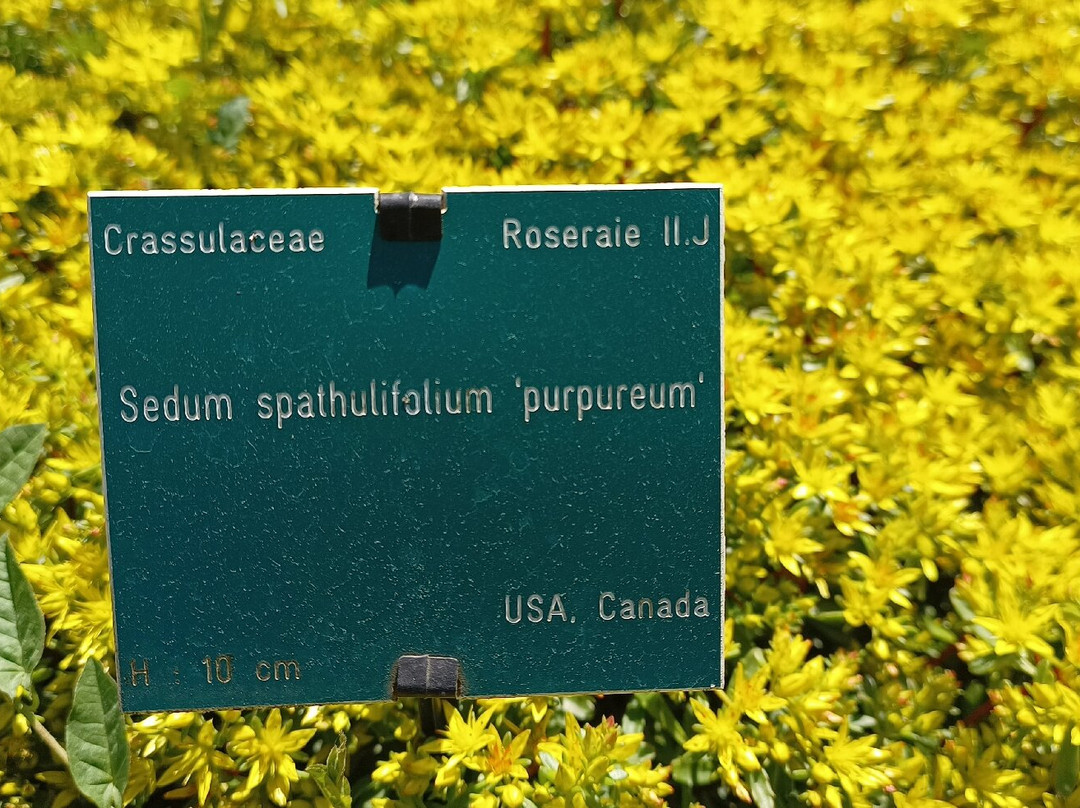 Crassulaceae Roseraie II.J
Sedum spathulifolium 'purpureum'
USA, Canada
H : 10 cm